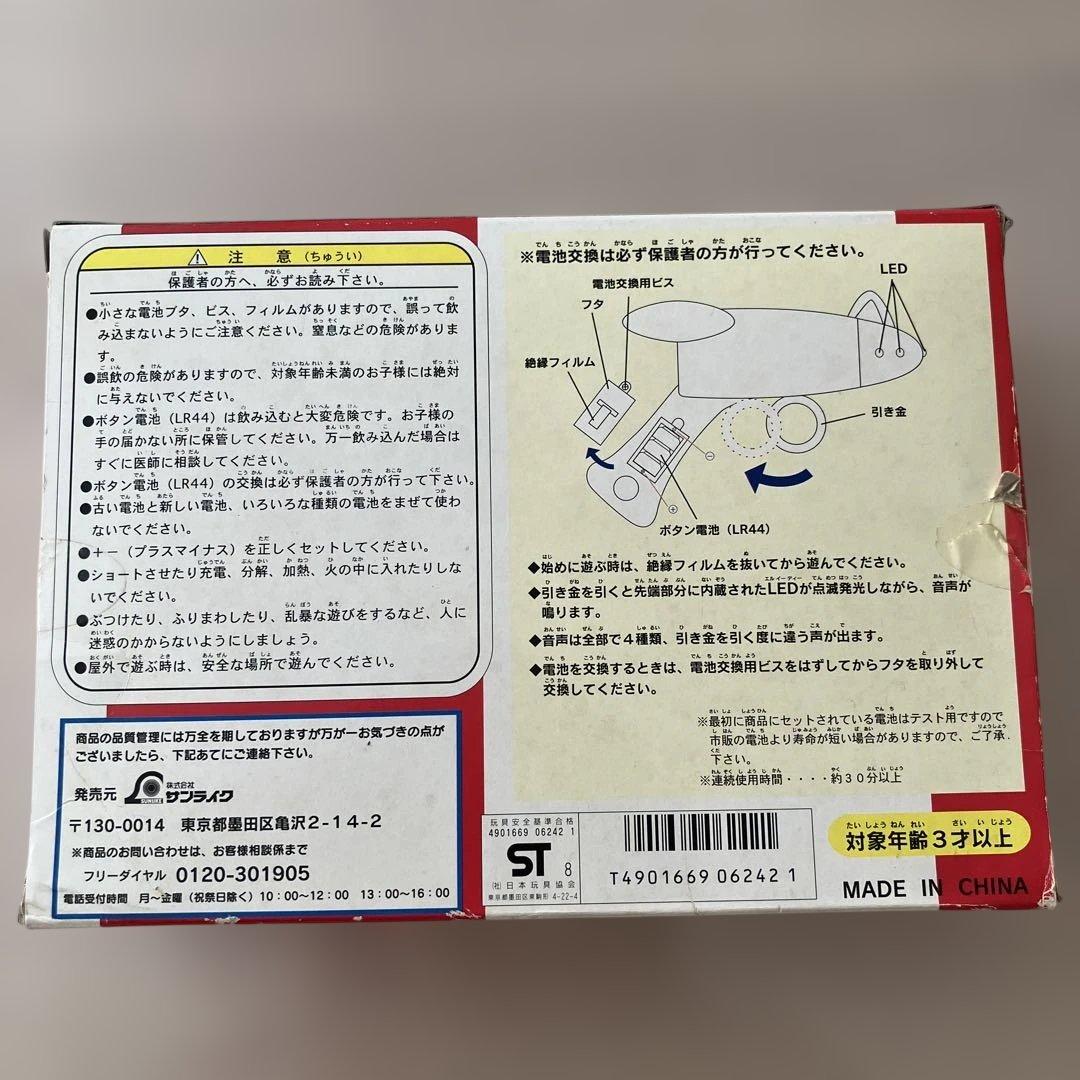 ⚠ 注意(ちゅうい)
保護者の方へ、必ずお読み下さい。
●小さな電池ブタ、ビス、フィルムがありますので、誤って飲
み込まないようにご注意ください。窒息などの危険がありま
す。
●誤飲の危険がありますので、対象年齢未満のお子様には絶対
に与えないでください。
●ボタン電池(LR44)は飲み込むと大変危険です。お子様の
手の届かない所に保管してください。万一飲み込んだ場合は
すぐに医師に相談してください。
●ボタン電池(LR44)の交換は必ず保護者の方が行って下さい。
●古い電池と新しい電池、いろいろな種類の電池をまぜて使わ
ないでください。
●+-(プラスマイナス)を正しくセットしてください。
●ショートさせたり充電、分解、加熱、火の中に入れたりしな
いでください。
●ぶつけたり、ふりまわしたり、乱暴な遊びをするなど、人に
迷惑のかからないようにしましょう。
●屋外で遊ぶ時は、安全な場所で遊んでください。
商品の品質管理には万全を期しておりますが万が一お気づきの点が
ございましたら、下記あてにご連絡下さい。
発売元 SUNLIKE 株式会社 サンライク
〒130-0014 東京都墨田区亀沢2-14-2
※商品のお問い合わせは、お客様相談係まで
フリーダイヤル 0120-301905
電話受付時間 月~金曜(祝祭日除く)10:00~12:00 13:00~16:00
※電池交換は必ず保護者の方が行ってください。
電池交換用ビス
LED
フタ
絶縁フィルム
引き金
⊖
⊕
ボタン電池(LR44)
◆始めに遊ぶ時は、絶縁フィルムを抜いてから遊んでください。
◆引き金を引くと先端部分に内蔵されたLEDが点滅発光しながら、音声が
鳴ります。
◆音声は全部で4種類、引き金を引く度に違う声が出ます。
◆電池を交換するときは、電池交換用ビスをはずしてからフタを取り外して
交換してください。
※最初に商品にセットされている電池はテスト用ですので
市販の電池より寿命が短い場合がありますので、ご了承
下さい。
※連続使用時間・・・・約30分以上
玩具安全基準合格
4901669 06242 1
ST 8
(社)日本玩具協会
東京都墨田区東駒形 4-22-4
T4901669 06242 1
対象年齢3才以上
MADE IN CHINA